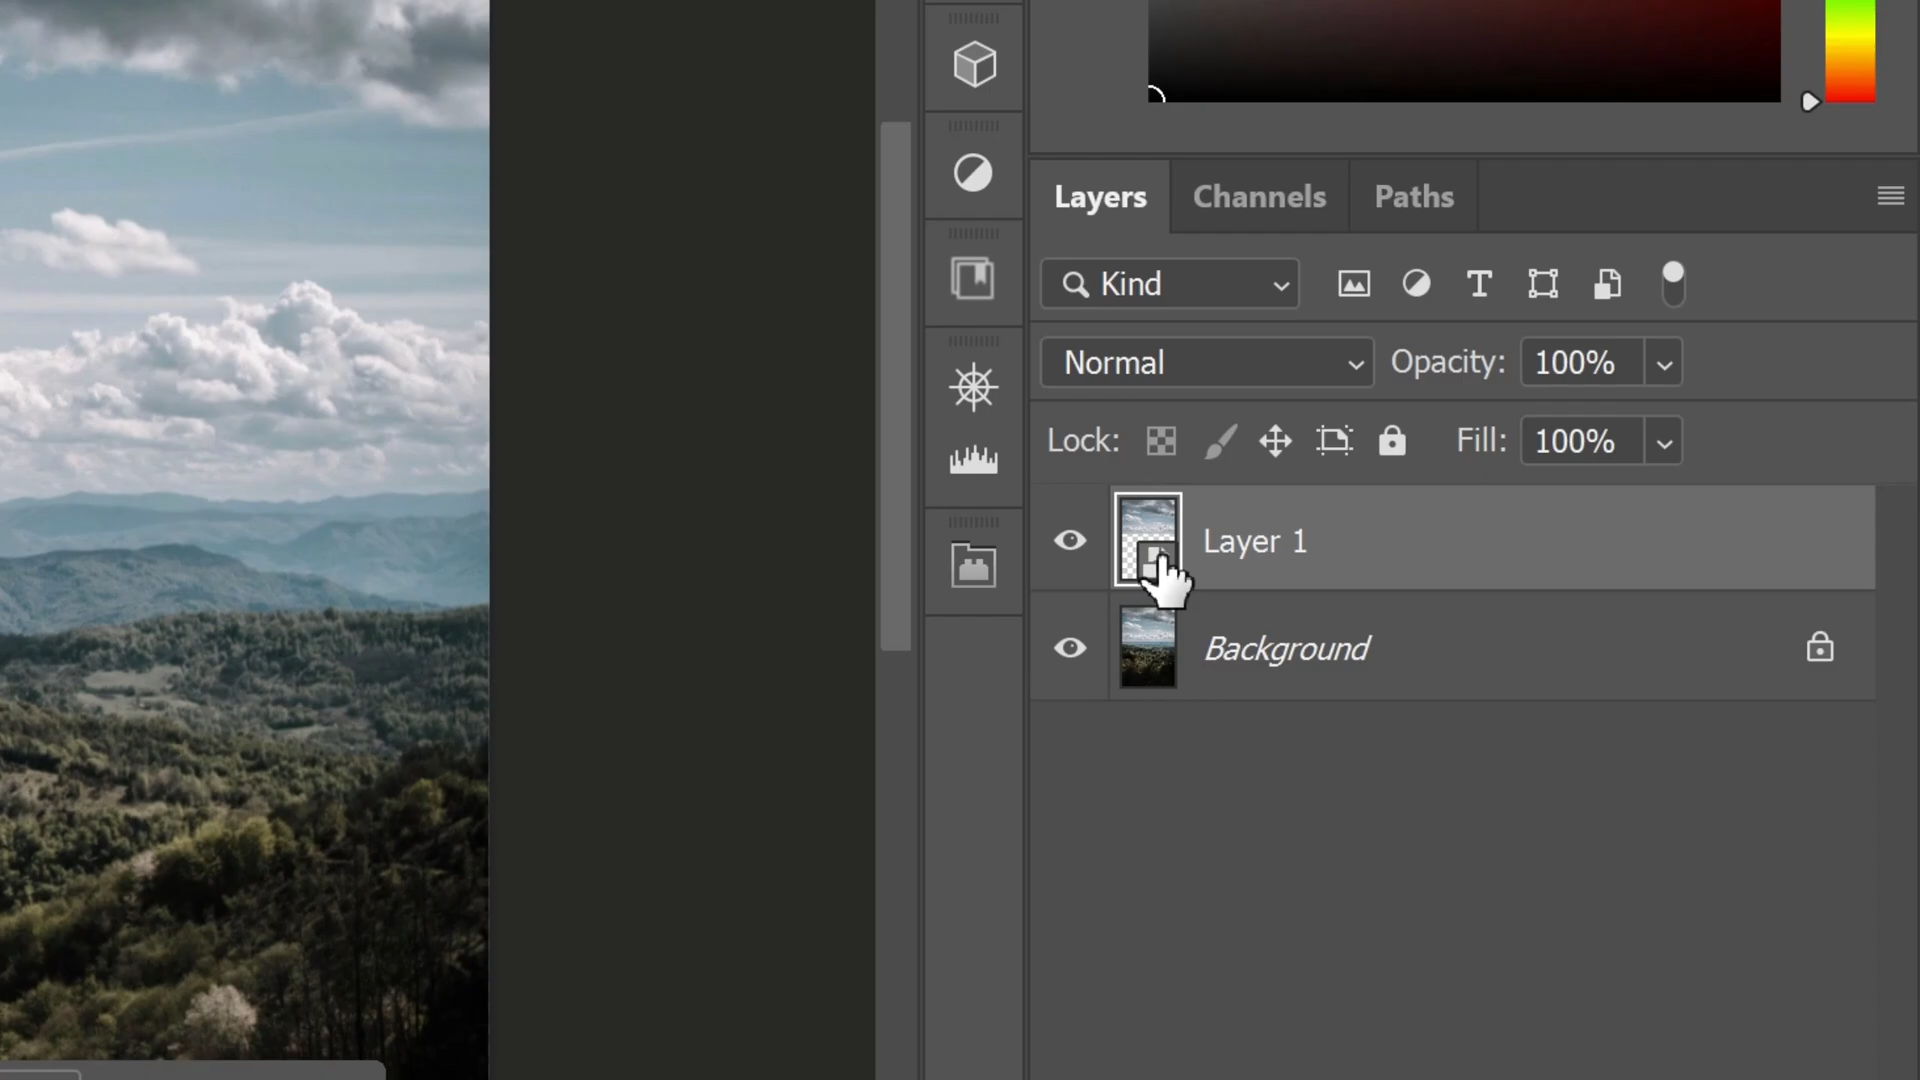 Layers Channels Paths
Kind
Normal Opacity: 100%
Lock: Fill: 100%
Layer 1
Background